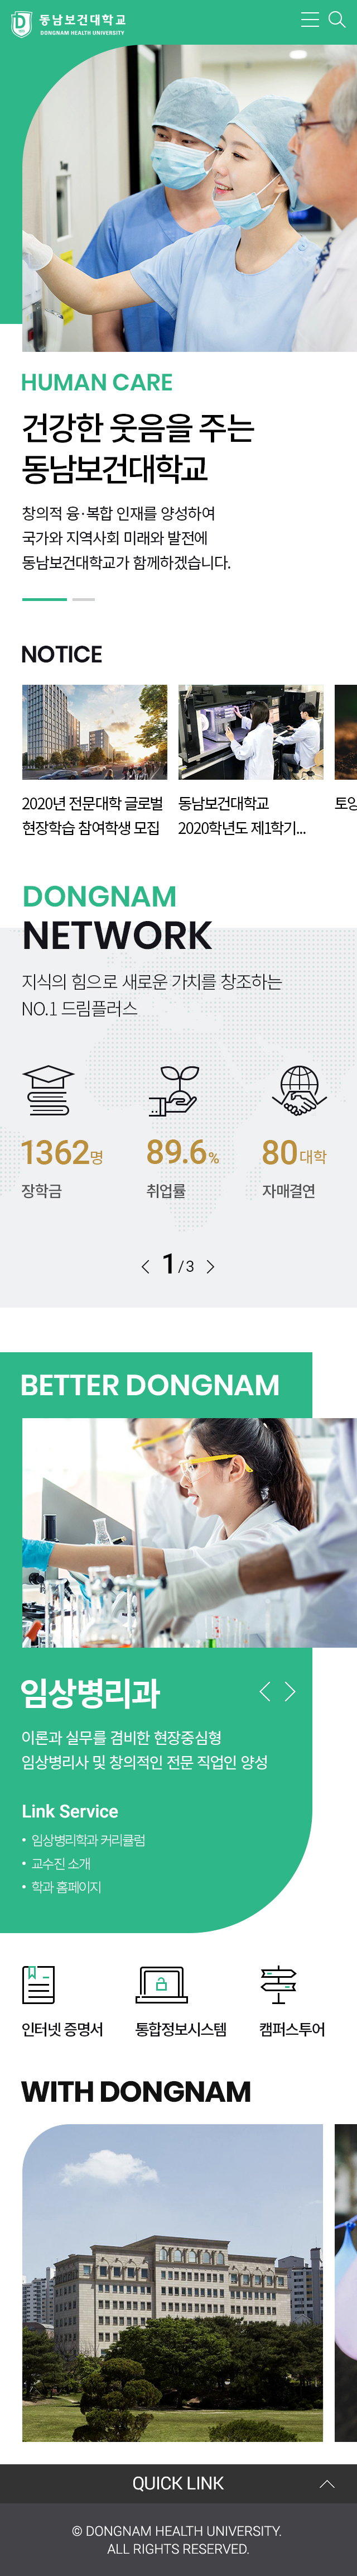 동남보건대학교
DONGNAM HEALTH UNIVERSITY
HUMAN CARE
건강한 웃음을 주는
동남보건대학교
창의적 융·복합 인재를 양성하여
국가와 지역사회 미래와 발전에
동남보건대학교가 함께하겠습니다.
NOTICE
2020년 전문대학 글로벌
현장학습 참여학생 모집
동남보건대학교
2020학년도 제1학기...
DONGNAM
NETWORK
지식의 힘으로 새로운 가치를 창조하는
NO.1 드림플러스
1362명
장학금
89.6%
취업률
80대학
자매결연
1/3
BETTER DONGNAM
임상병리과
이론과 실무를 겸비한 현장중심형
임상병리사 및 창의적인 전문 직업인 양성
Link Service
• 임상병리학과 커리큘럼
• 교수진 소개
• 학과 홈페이지
인터넷 증명서
통합정보시스템
캠퍼스투어
WITH DONGNAM
QUICK LINK
© DONGNAM HEALTH UNIVERSITY.
ALL RIGHTS RESERVED.